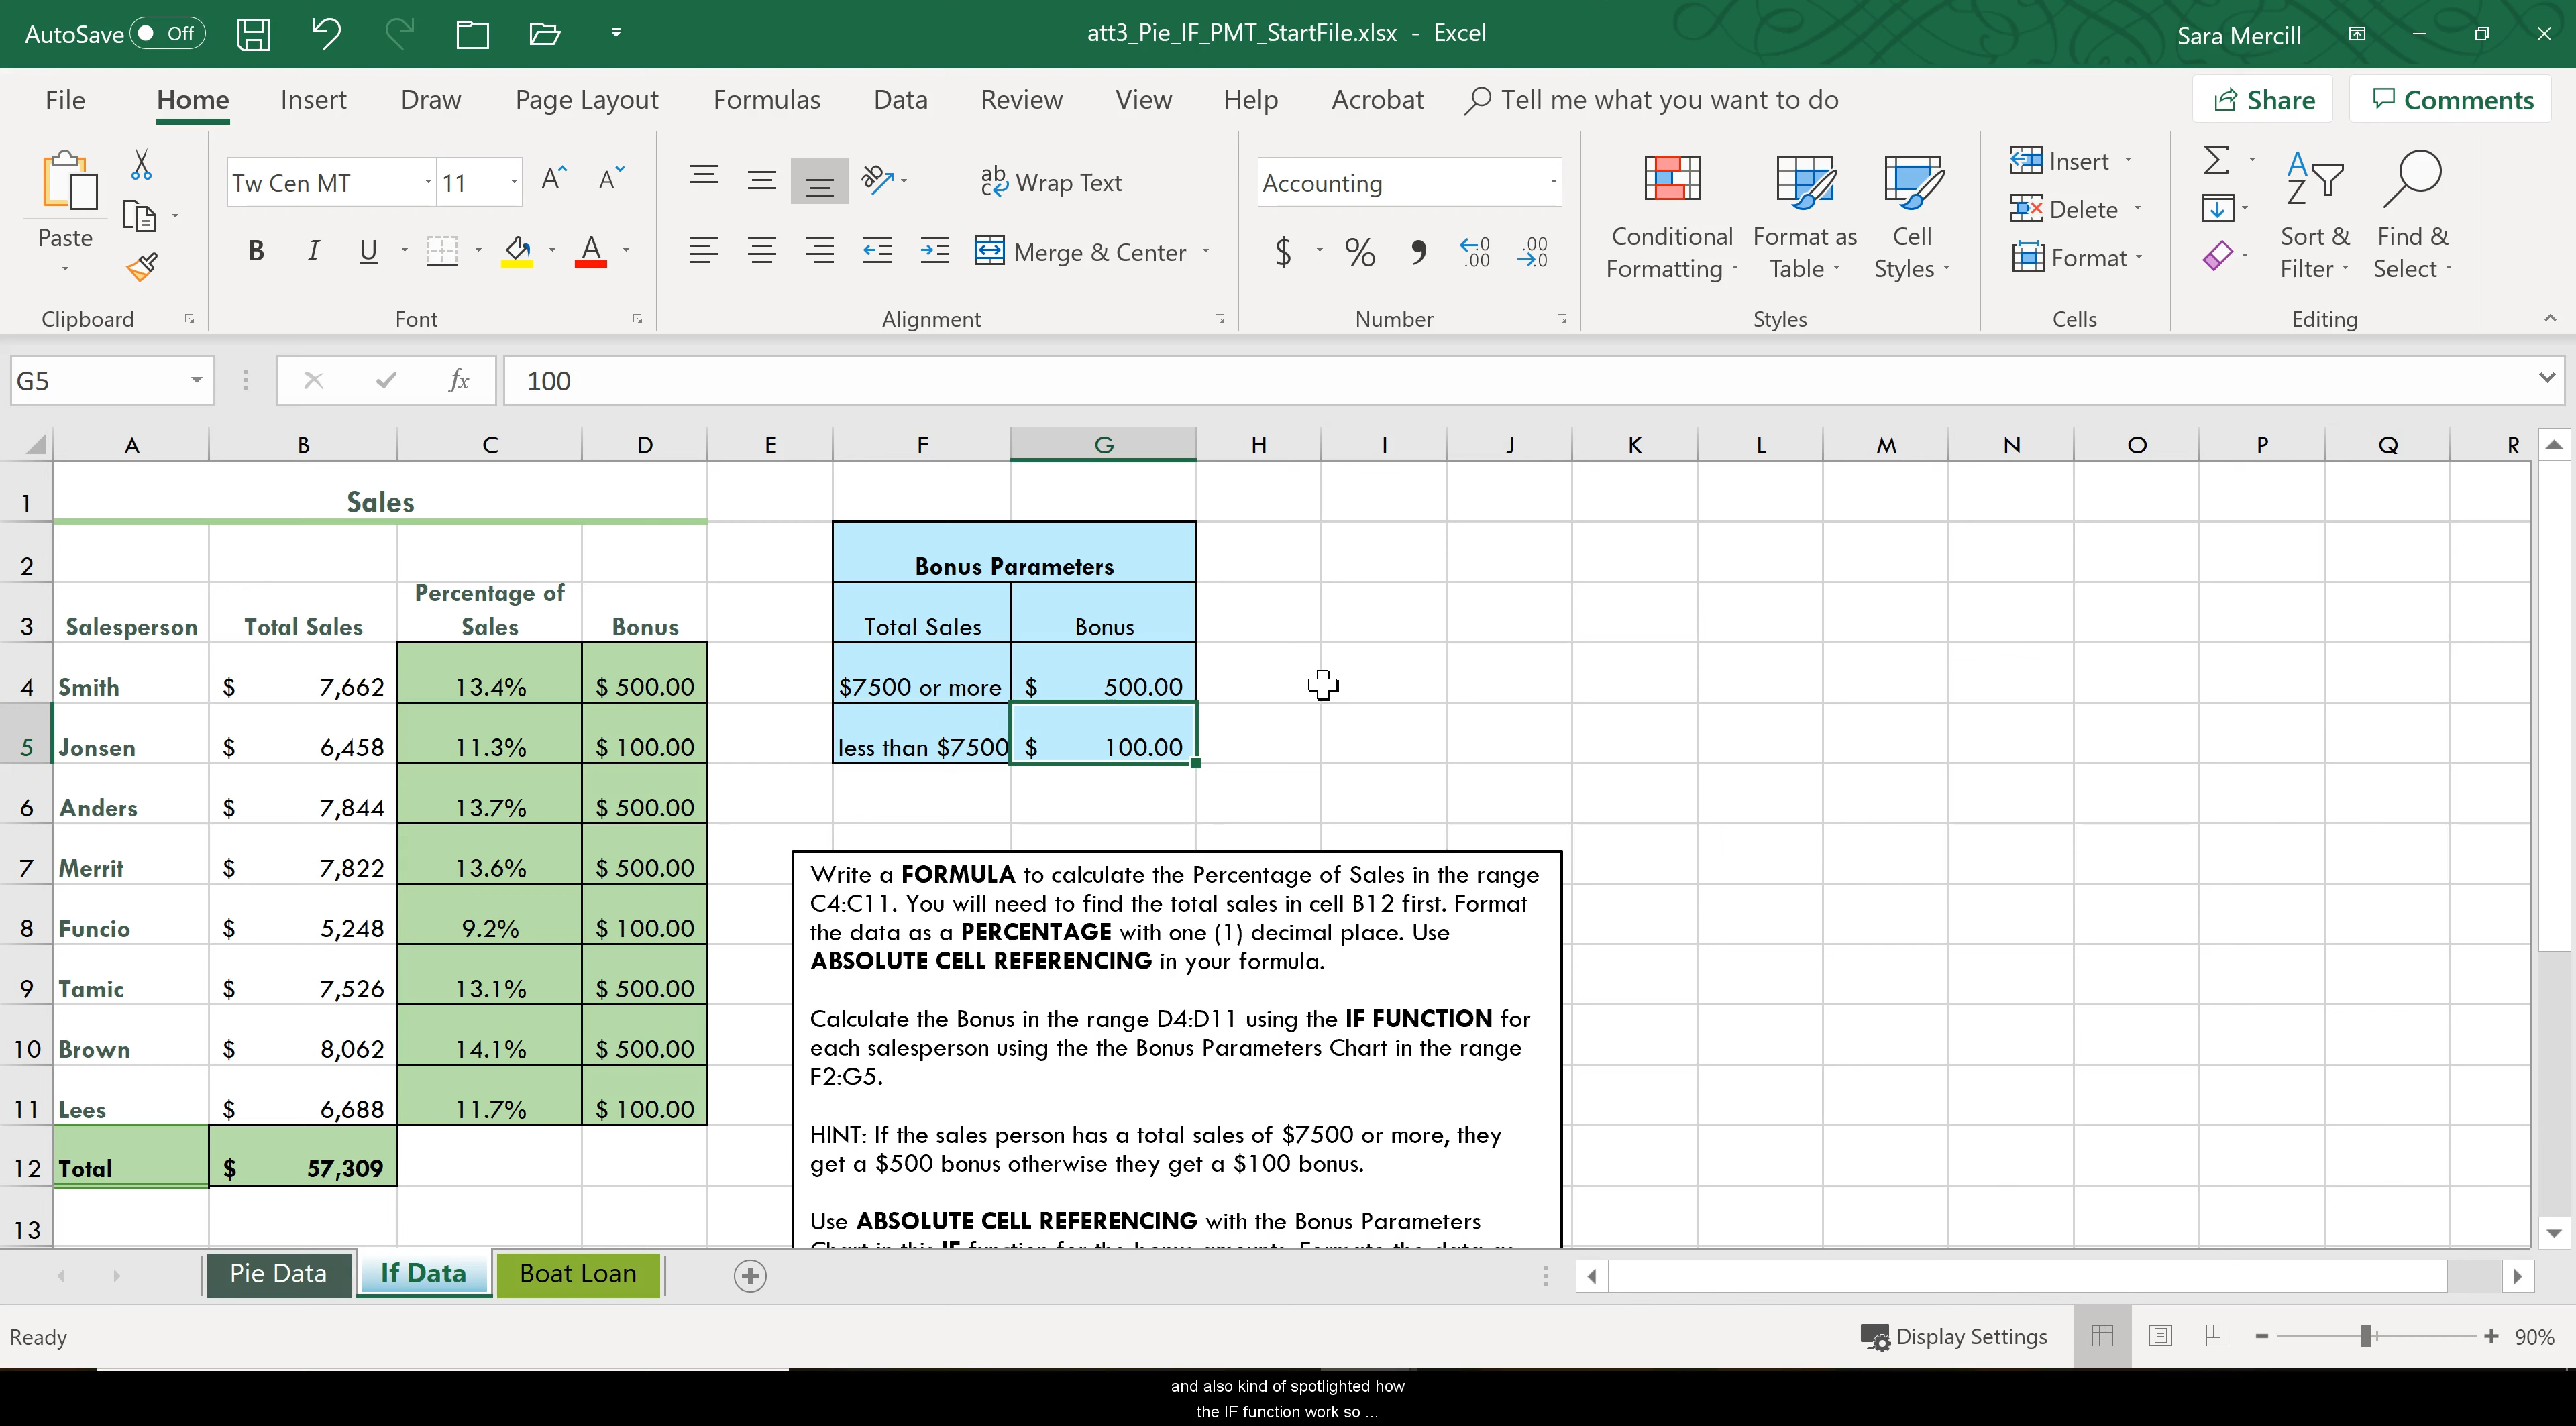 AutoSave Off att3_Pie_IF_PMT_StartFile.xlsx - Excel Sara Mercill
File Home Insert Draw Page Layout Formulas Data Review View Help Acrobat Tell me what you want to do Share Comments
Paste
Tw Cen MT 11
B I U A
ab Wrap Text
Merge & Center
Accounting
$ % , .0 .00 .00 .0
Conditional Formatting
Format as Table
Cell Styles
Insert
Delete
Format
Sort & Filter
Find & Select
Clipboard Font Alignment Number Styles Cells Editing
G5 fx 100
A B C D E F G H I J K L M N O P Q R
1 Sales
2 Bonus Parameters
Percentage of
3 Salesperson Total Sales Sales Bonus Total Sales Bonus
4 Smith $ 7,662 13.4% $ 500.00 $7500 or more $ 500.00
5 Jonsen $ 6,458 11.3% $ 100.00 less than $7500 $ 100.00
6 Anders $ 7,844 13.7% $ 500.00
7 Merrit $ 7,822 13.6% $ 500.00
8 Funcio $ 5,248 9.2% $ 100.00
9 Tamic $ 7,526 13.1% $ 500.00
10 Brown $ 8,062 14.1% $ 500.00
11 Lees $ 6,688 11.7% $ 100.00
12 Total $ 57,309
13
Write a FORMULA to calculate the Percentage of Sales in the range
C4:C11. You will need to find the total sales in cell B12 first. Format
the data as a PERCENTAGE with one (1) decimal place. Use
ABSOLUTE CELL REFERENCING in your formula.
Calculate the Bonus in the range D4:D11 using the IF FUNCTION for
each salesperson using the the Bonus Parameters Chart in the range
F2:G5.
HINT: If the sales person has a total sales of $7500 or more, they
get a $500 bonus otherwise they get a $100 bonus.
Use ABSOLUTE CELL REFERENCING with the Bonus Parameters
Pie Data If Data Boat Loan
Ready Display Settings 90%
and also kind of spotlighted how
the IF function work so ...